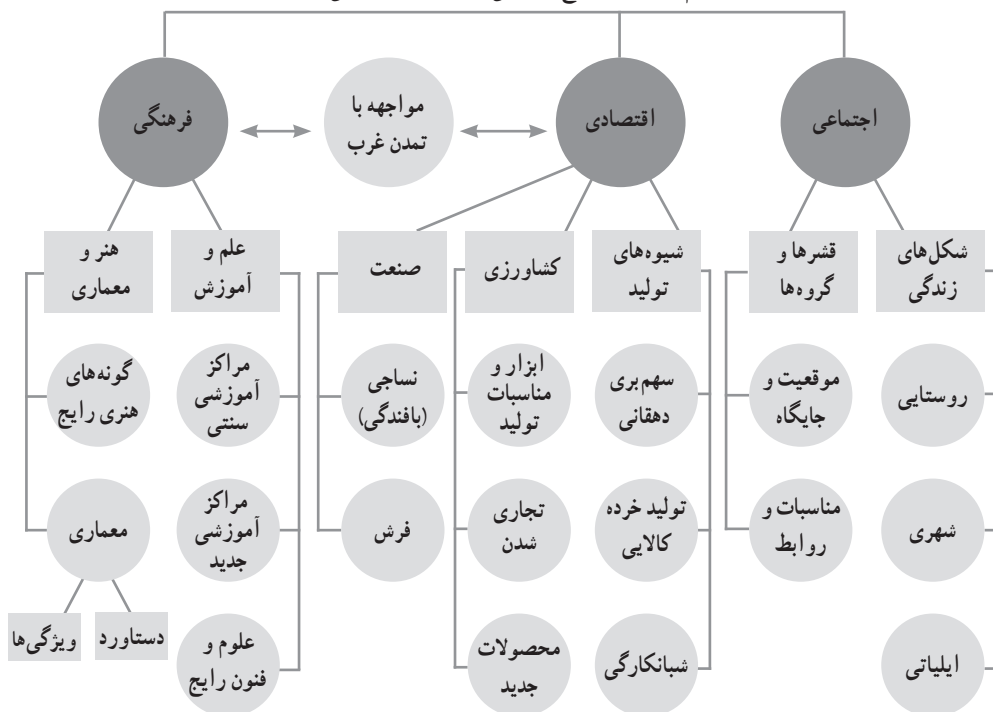 اجتماعی
اقتصادی
مواجهه با
تمدن غرب
فرهنگی
شکل‌های
زندگی
قشرها و
گروه‌ها
شیوه‌های
تولید
کشاورزی
صنعت
علم و
آموزش
هنر و
معماری
روستایی
موقعیت و
جایگاه
سهم‌بری
دهقانی
ابزار و
مناسبات
تولید
نساجی
(بافندگی)
مراکز
آموزشی
سنتی
گونه‌های
هنری رایج
شهری
مناسبات و
روابط
تولید خرده
کالایی
تجاری
شدن
فرش
مراکز
آموزشی
جدید
معماری
ایلیاتی
شبانکارگی
محصولات
جدید
علوم و
فنون رایج
دستاورد
ویژگی‌ها